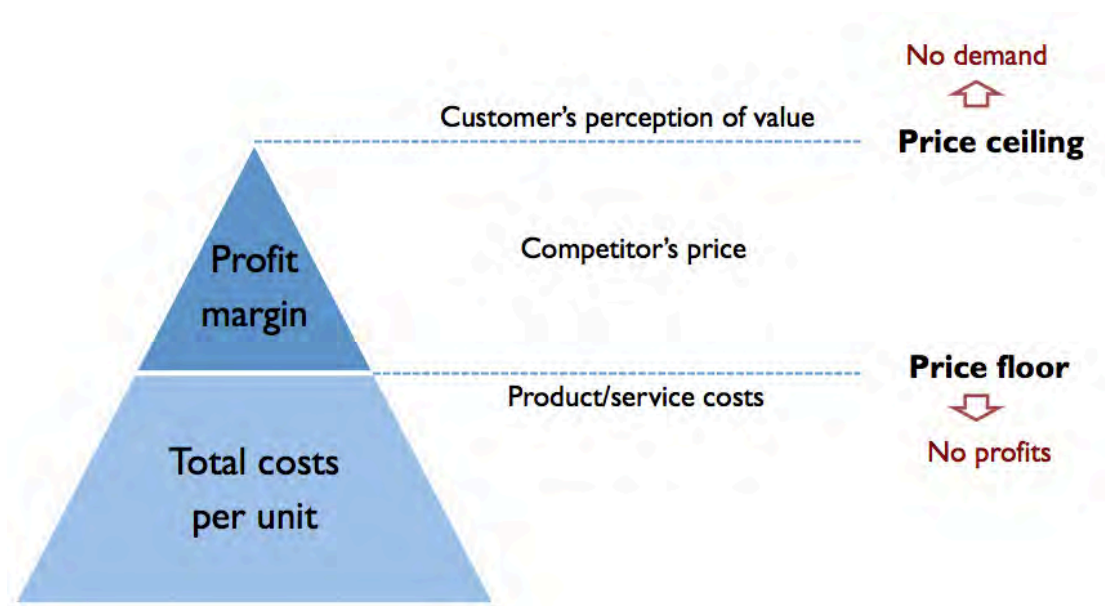 No demand
Customer's perception of value
Price ceiling
Competitor's price
Profit
margin
Price floor
Product/service costs
No profits
Total costs
per unit